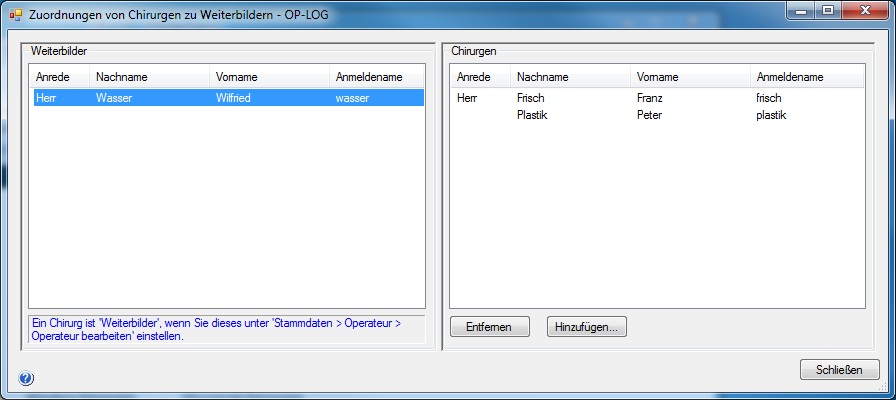 Zuordnungen von Chirurgen zu Weiterbildern - OP-LOG
Weiterbilder
Anrede Nachname Vorname Anmeldename
Herr Wasser Wilfried wasser
Ein Chirurg ist 'Weiterbilder', wenn Sie dieses unter 'Stammdaten > Operateur >
Operateur bearbeiten' einstellen.
Chirurgen
Anrede Nachname Vorname Anmeldename
Herr Frisch Franz frisch
Plastik Peter plastik
Entfernen Hinzufügen...
Schließen